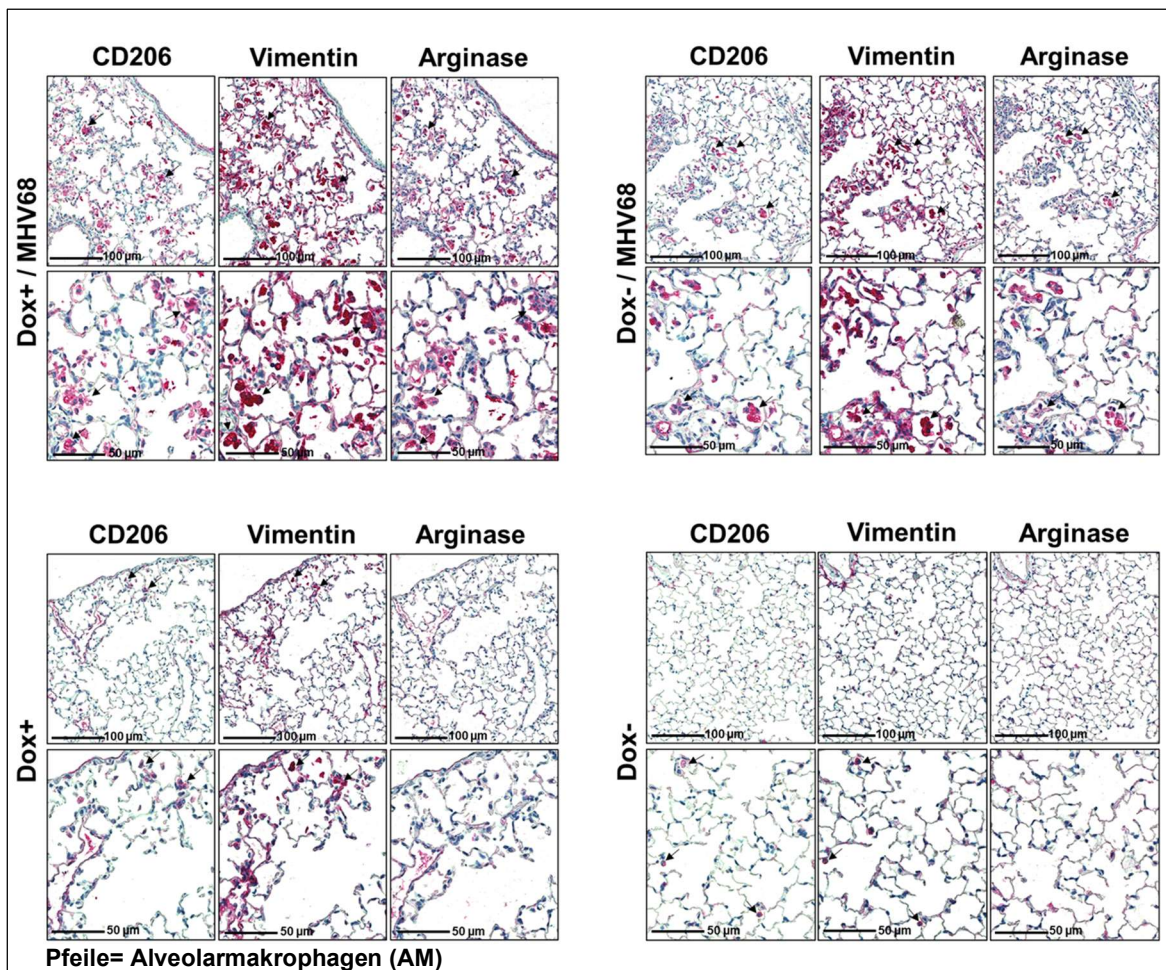 CD206 Vimentin Arginase
Dox+ / MHV68
100 µm 100 µm 100 µm
50 µm 50 µm 50 µm
CD206 Vimentin Arginase
Dox- / MHV68
100 µm 100 µm 100 µm
50 µm 50 µm 50 µm
CD206 Vimentin Arginase
Dox+
100 µm 100 µm 100 µm
50 µm 50 µm 50 µm
CD206 Vimentin Arginase
Dox-
100 µm 100 µm 100 µm
50 µm 50 µm 50 µm
Pfeile= Alveolarmakrophagen (AM)